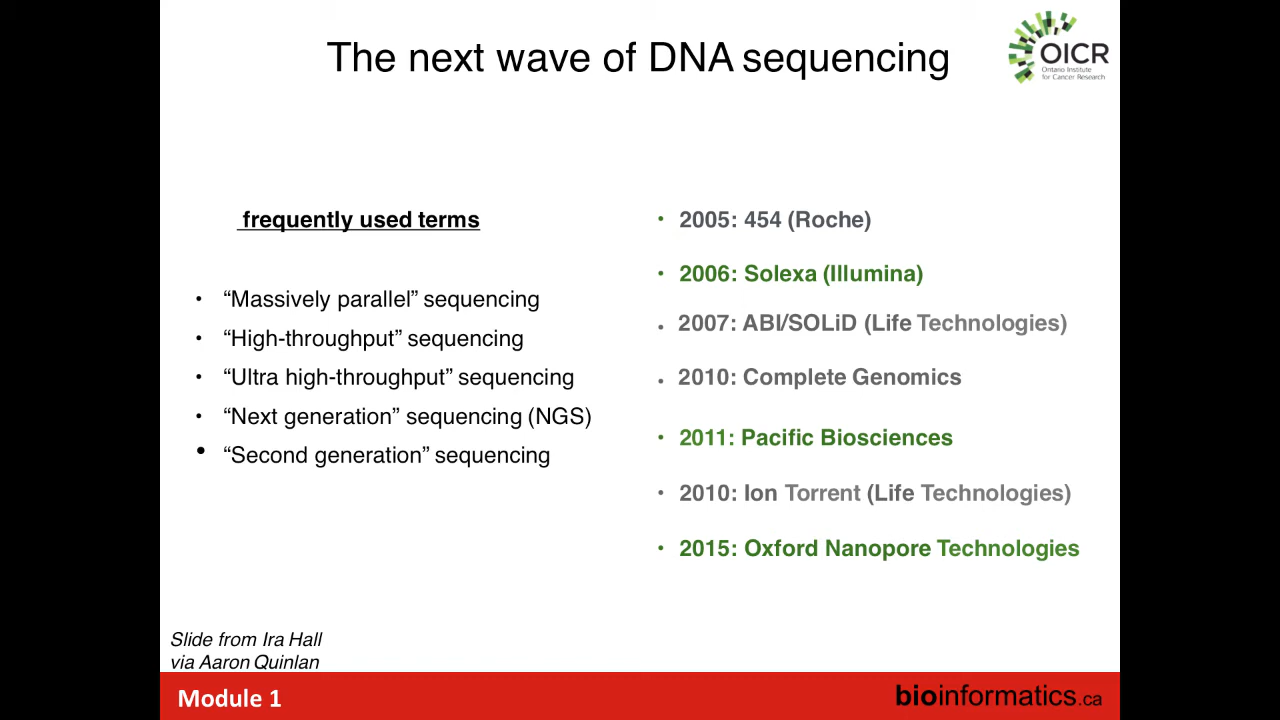 The next wave of DNA sequencing
OICR
Ontario Institute
for Cancer Research
frequently used terms
• “Massively parallel” sequencing
• “High-throughput” sequencing
• “Ultra high-throughput” sequencing
• “Next generation” sequencing (NGS)
• “Second generation” sequencing
• 2005: 454 (Roche)
• 2006: Solexa (Illumina)
• 2007: ABI/SOLiD (Life Technologies)
• 2010: Complete Genomics
• 2011: Pacific Biosciences
• 2010: Ion Torrent (Life Technologies)
• 2015: Oxford Nanopore Technologies
Slide from Ira Hall
via Aaron Quinlan
Module 1
bioinformatics.ca